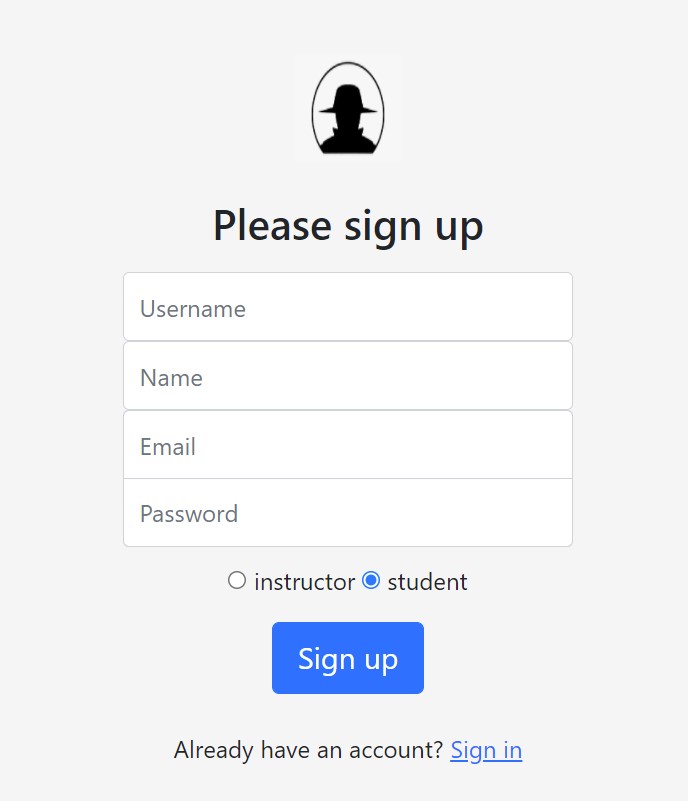 Please sign up
Username
Name
Email
Password
instructor student
Sign up
Already have an account? Sign in